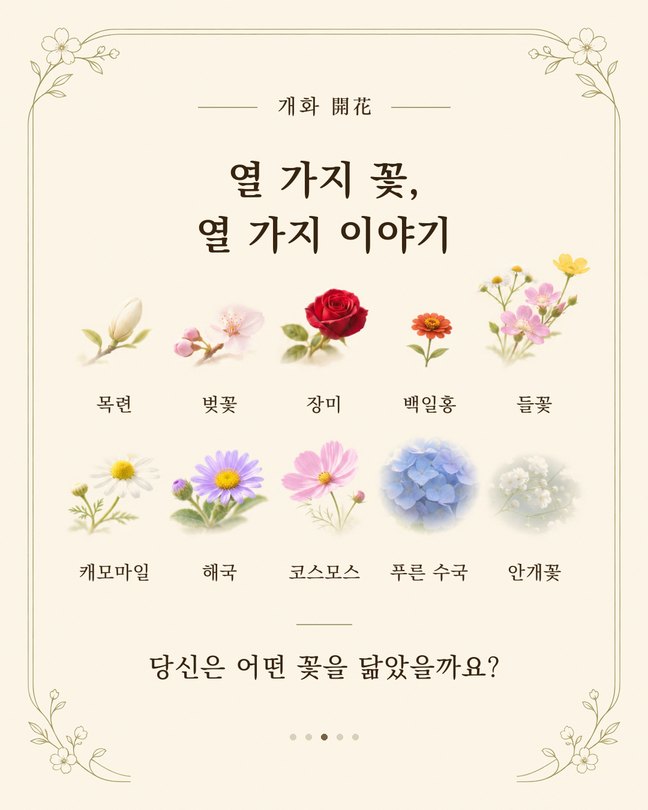 개화 開花
열 가지 꽃,
열 가지 이야기
목련 벚꽃 장미 백일홍 들꽃
캐모마일 해국 코스모스 푸른 수국 안개꽃
당신은 어떤 꽃을 닮았을까요?